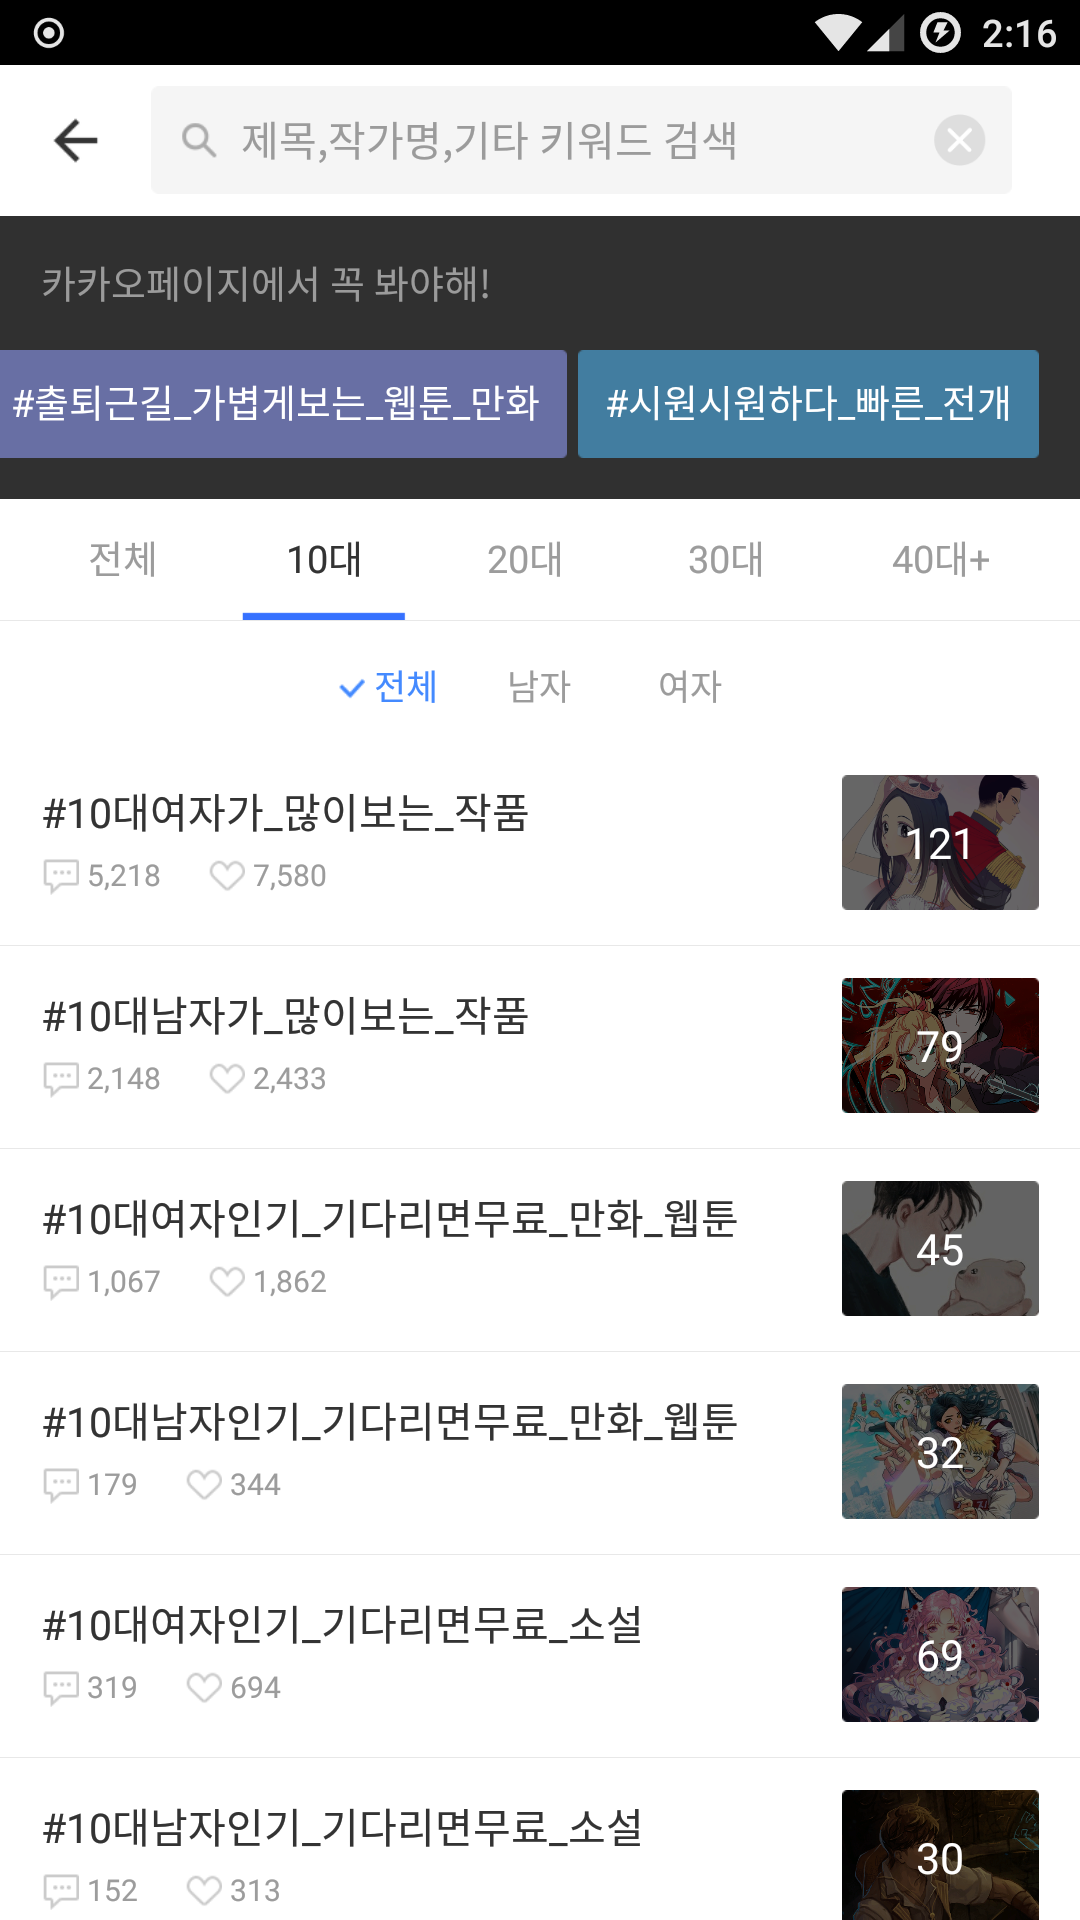 2:16
제목,작가명,기타 키워드 검색
카카오페이지에서 꼭 봐야해!
#출퇴근길_가볍게보는_웹툰_만화 #시원시원하다_빠른_전개
전체 10대 20대 30대 40대+
전체 남자 여자
#10대여자가_많이보는_작품
5,218 7,580
121
#10대남자가_많이보는_작품
2,148 2,433
79
#10대여자인기_기다리면무료_만화_웹툰
1,067 1,862
45
#10대남자인기_기다리면무료_만화_웹툰
179 344
32
#10대여자인기_기다리면무료_소설
319 694
69
#10대남자인기_기다리면무료_소설
152 313
30